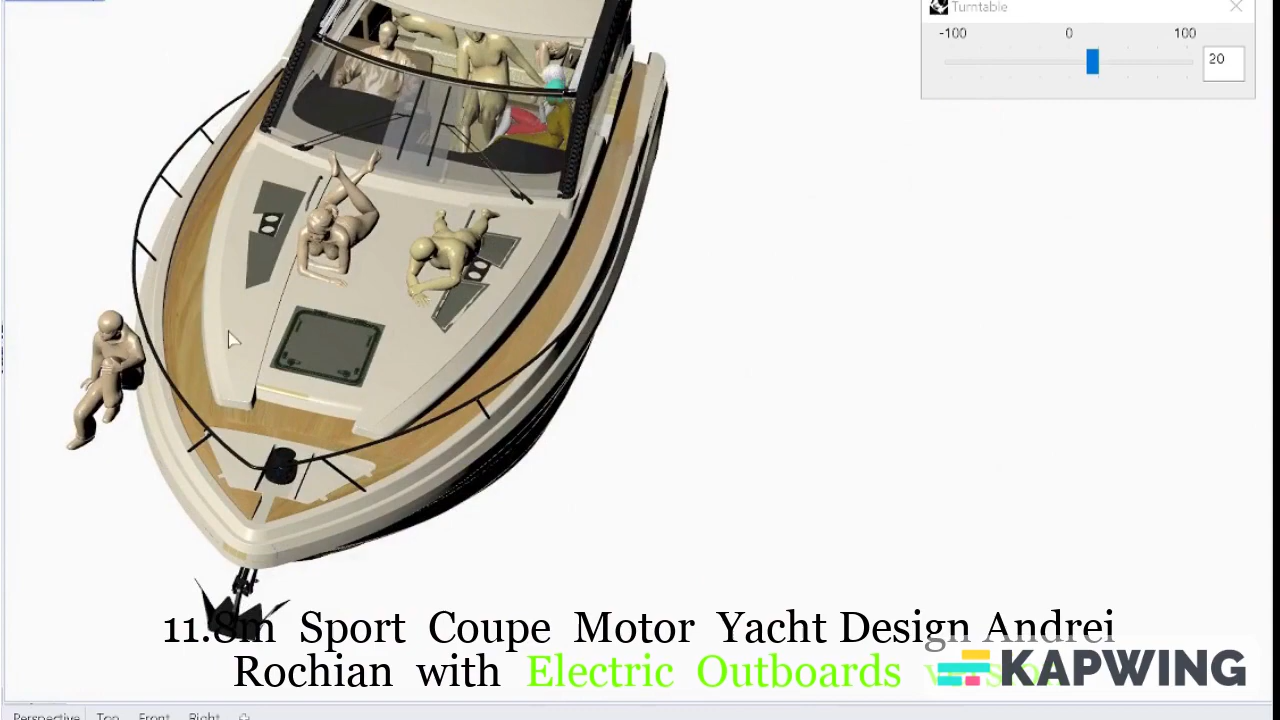 Turntable
-100 0 100
20
11.8m Sport Coupe Motor Yacht Design Andrei
Rochian with Electric Outboards
KAPWING
Perspective Top Front Right